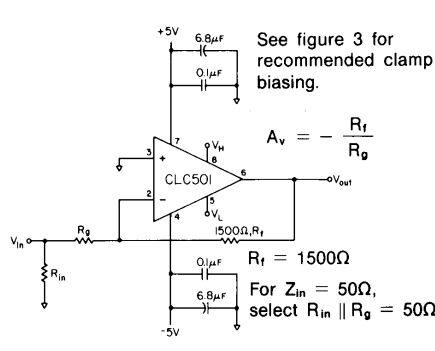 +5V
6.8µF
See figure 3 for
recommended clamp
biasing.
0.1µF
7
VH
8
Av = - Rf
Rg
3
+
CLC501
6
Vout
2
-
5
VL
4
1500Ω,Rf
Vin
Rg
Rin
0.1µF
Rf = 1500Ω
For Zin = 50Ω,
select Rin || Rg = 50Ω
6.8µF
-5V